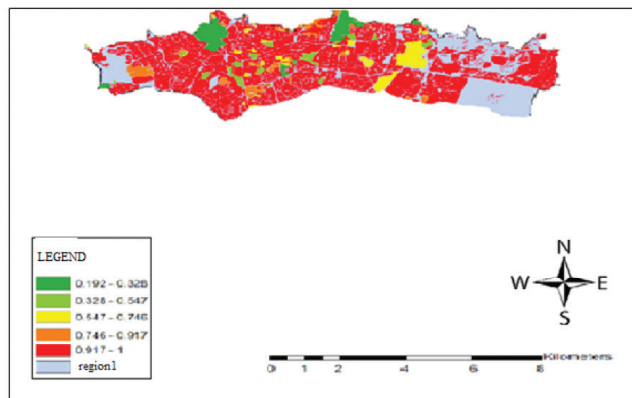 LEGEND
0.192 - 0.328
0.328 - 0.547
0.547 - 0.746
0.746 - 0.917
0.917 - 1
region1
N
W E
S
Kilometers
0 1 2 4 6 8